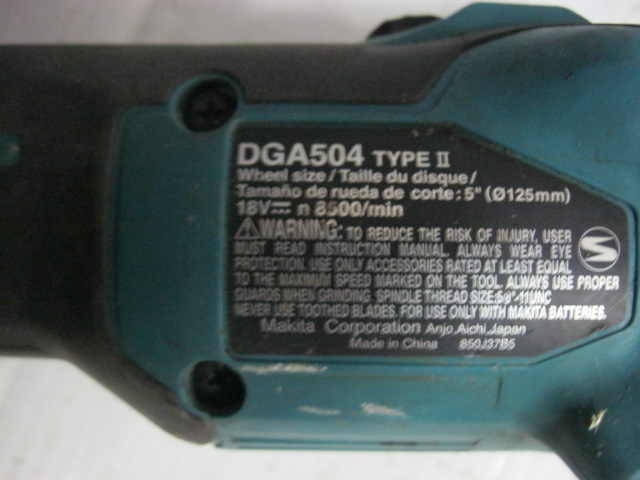 DGA504 TYPE II
Wheel size / Taille du disque /
Tamaño de rueda de corte : 5" (Ø125mm)
18V⎓ n 8500/min
⚠WARNING: TO REDUCE THE RISK OF INJURY, USER
MUST READ INSTRUCTION MANUAL. ALWAYS WEAR EYE
PROTECTION. USE ONLY ACCESSORIES RATED AT LEAST EQUAL
TO THE MAXIMUM SPEED MARKED ON THE TOOL. ALWAYS USE PROPER
GUARDS WHEN GRINDING. SPINDLE THREAD SIZE:5/8"-11UNC
NEVER USE TOOTHED BLADES. FOR USE ONLY WITH MAKITA BATTERIES.
Makita Corporation Anjo, Aichi, Japan
Made in China 850J37B5